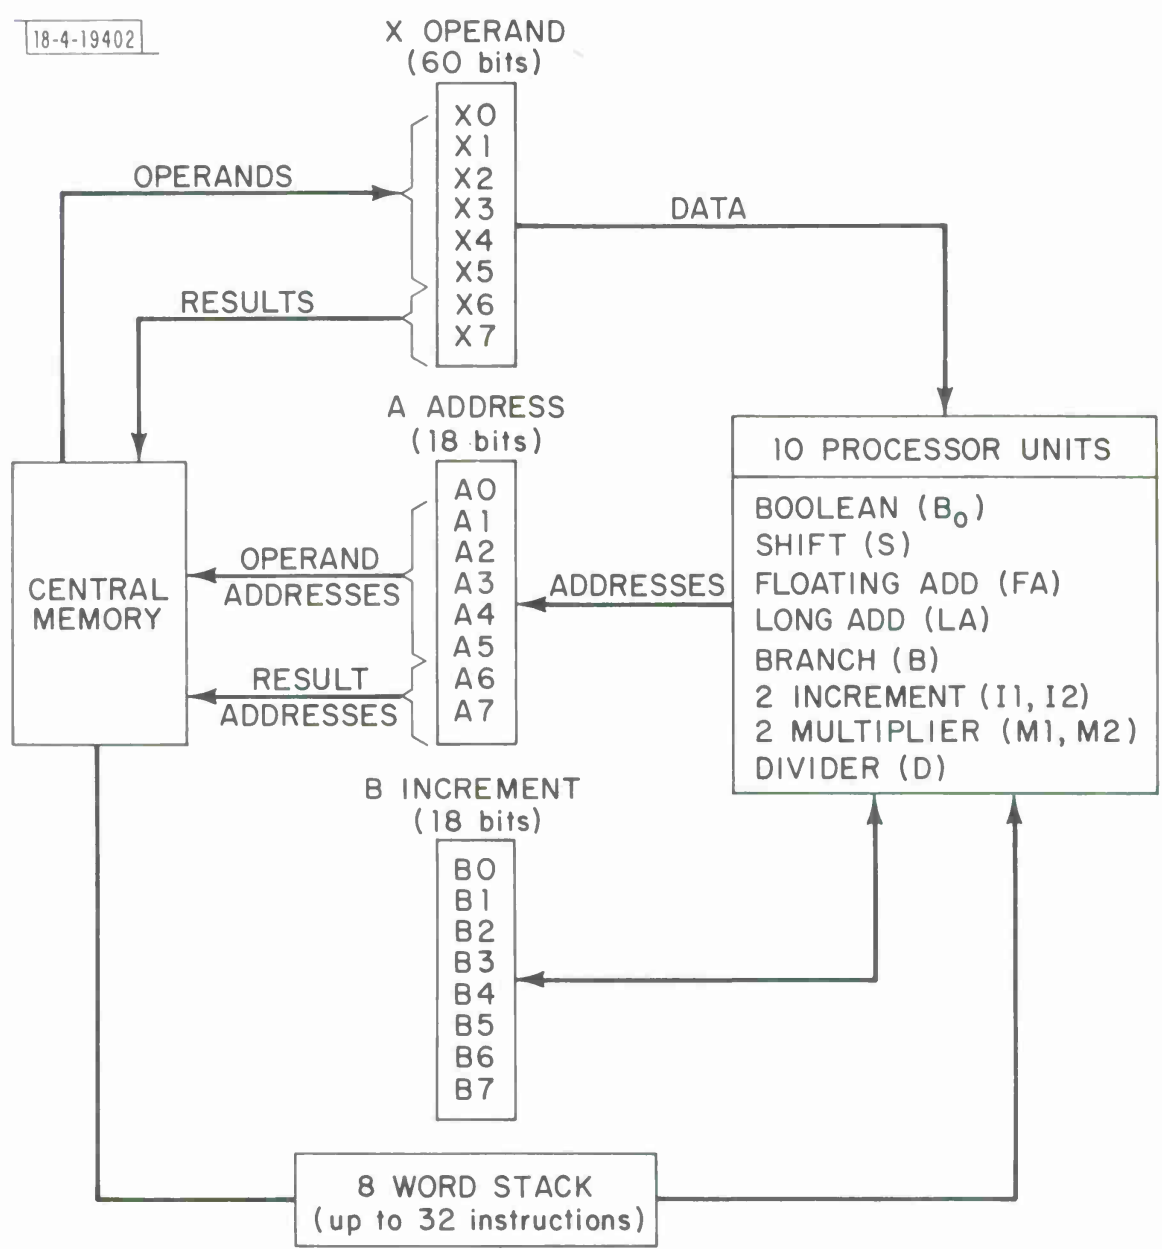 18-4-19402
X OPERAND
(60 bits)
X0
X1
X2
X3
X4
X5
X6
X7
OPERANDS
RESULTS
DATA
A ADDRESS
(18 bits)
A0
A1
A2
A3
A4
A5
A6
A7
CENTRAL
MEMORY
OPERAND
ADDRESSES
RESULT
ADDRESSES
ADDRESSES
10 PROCESSOR UNITS
BOOLEAN (B₀)
SHIFT (S)
FLOATING ADD (FA)
LONG ADD (LA)
BRANCH (B)
2 INCREMENT (I1, I2)
2 MULTIPLIER (M1, M2)
DIVIDER (D)
B INCREMENT
(18 bits)
B0
B1
B2
B3
B4
B5
B6
B7
8 WORD STACK
(up to 32 instructions)